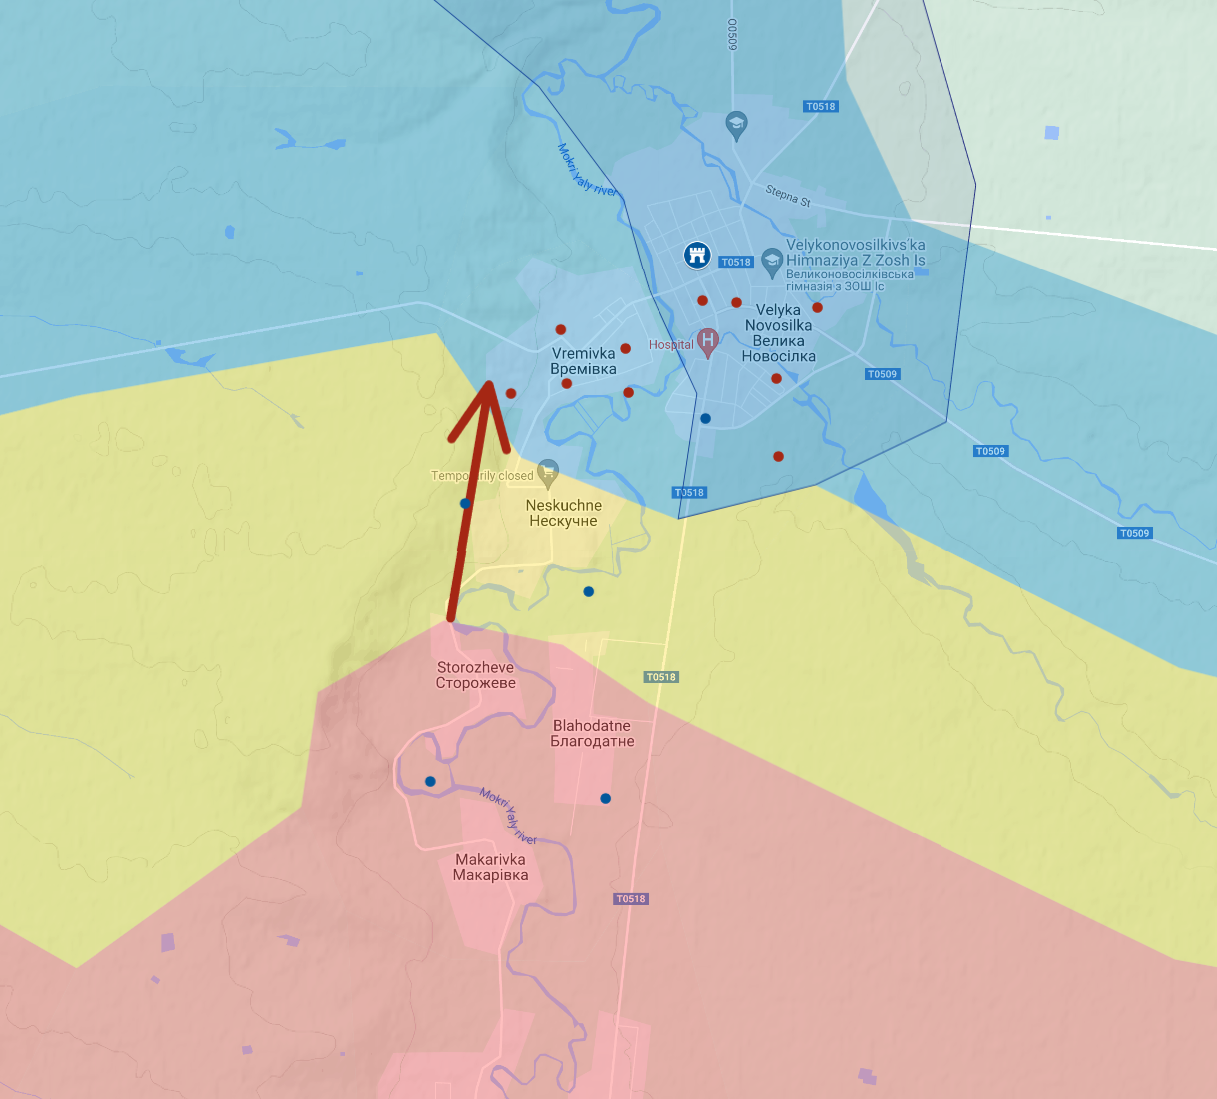 O0509
T0518
Mokri Yaly river
Stepna St
Velykonovosilkivs'ka
Himnaziya Z Zosh Is
Великоновосілківська
гімназія з ЗОШ Іс
T0518
Velyka
Novosilka
Велика
Новосілка
Hospital
H
Vremivka
Времівка
T0509
T0509
Temporarily closed
T0518
Neskuchne
Нескучне
T0509
Storozheve
Сторожеве
T0518
Blahodatne
Благодатне
Mokri Yaly river
Makarivka
Макарівка
T0518